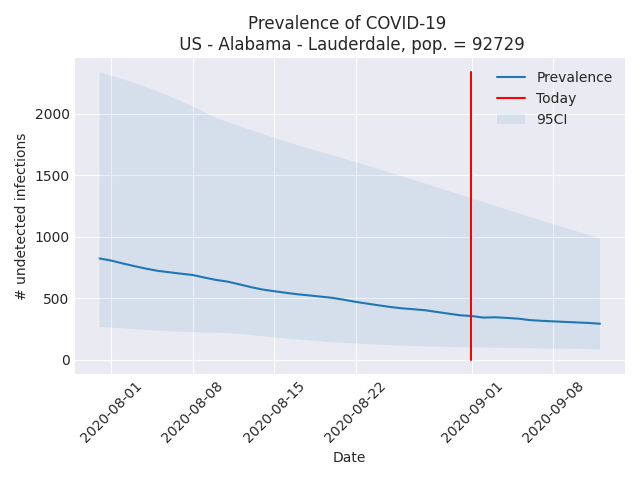 Prevalence of COVID-19
US - Alabama - Lauderdale, pop. = 92729
Prevalence
Today
95CI
# undetected infections
2000
1500
1000
500
0
2020-08-01
2020-08-08
2020-08-15
2020-08-22
2020-09-01
2020-09-08
Date